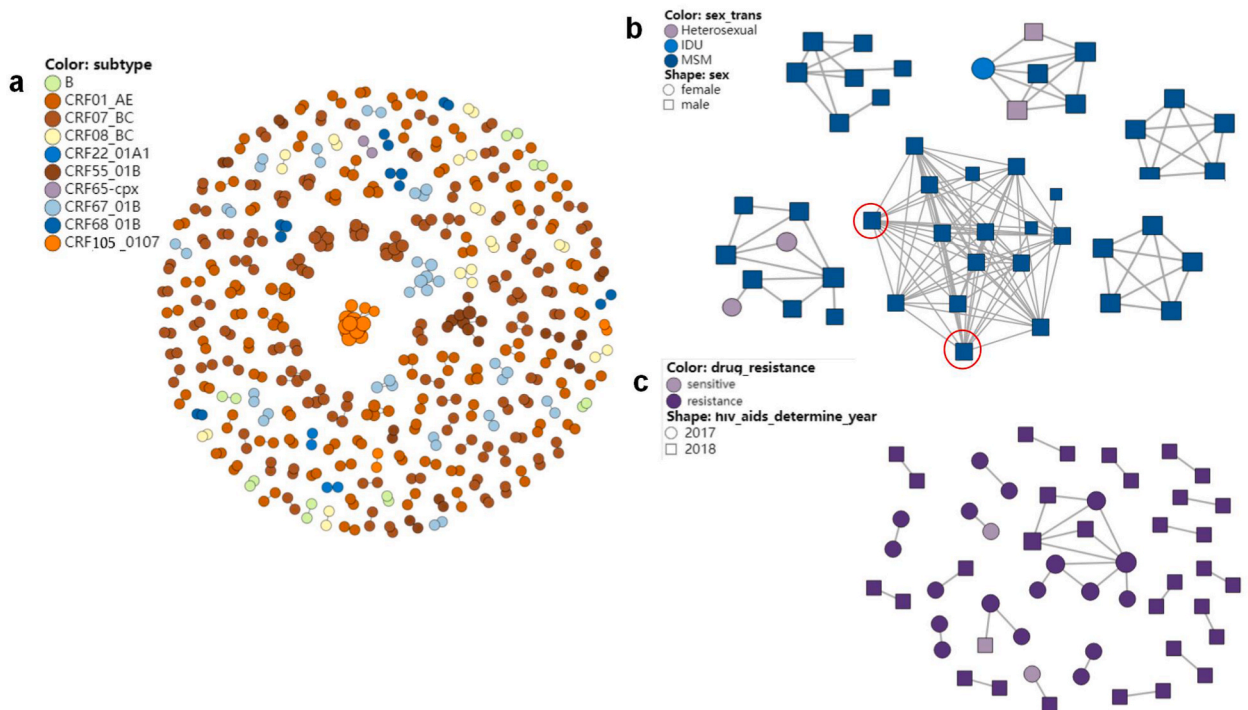 a
Color: subtype
B
CRF01_AE
CRF07_BC
CRF08_BC
CRF22_01A1
CRF55_01B
CRF65-cpx
CRF67_01B
CRF68_01B
CRF105_0107
b
Color: sex_trans
Heterosexual
IDU
MSM
Shape: sex
female
male
c
Color: drug_resistance
sensitive
resistance
Shape: hiv_aids_determine_year
2017
2018